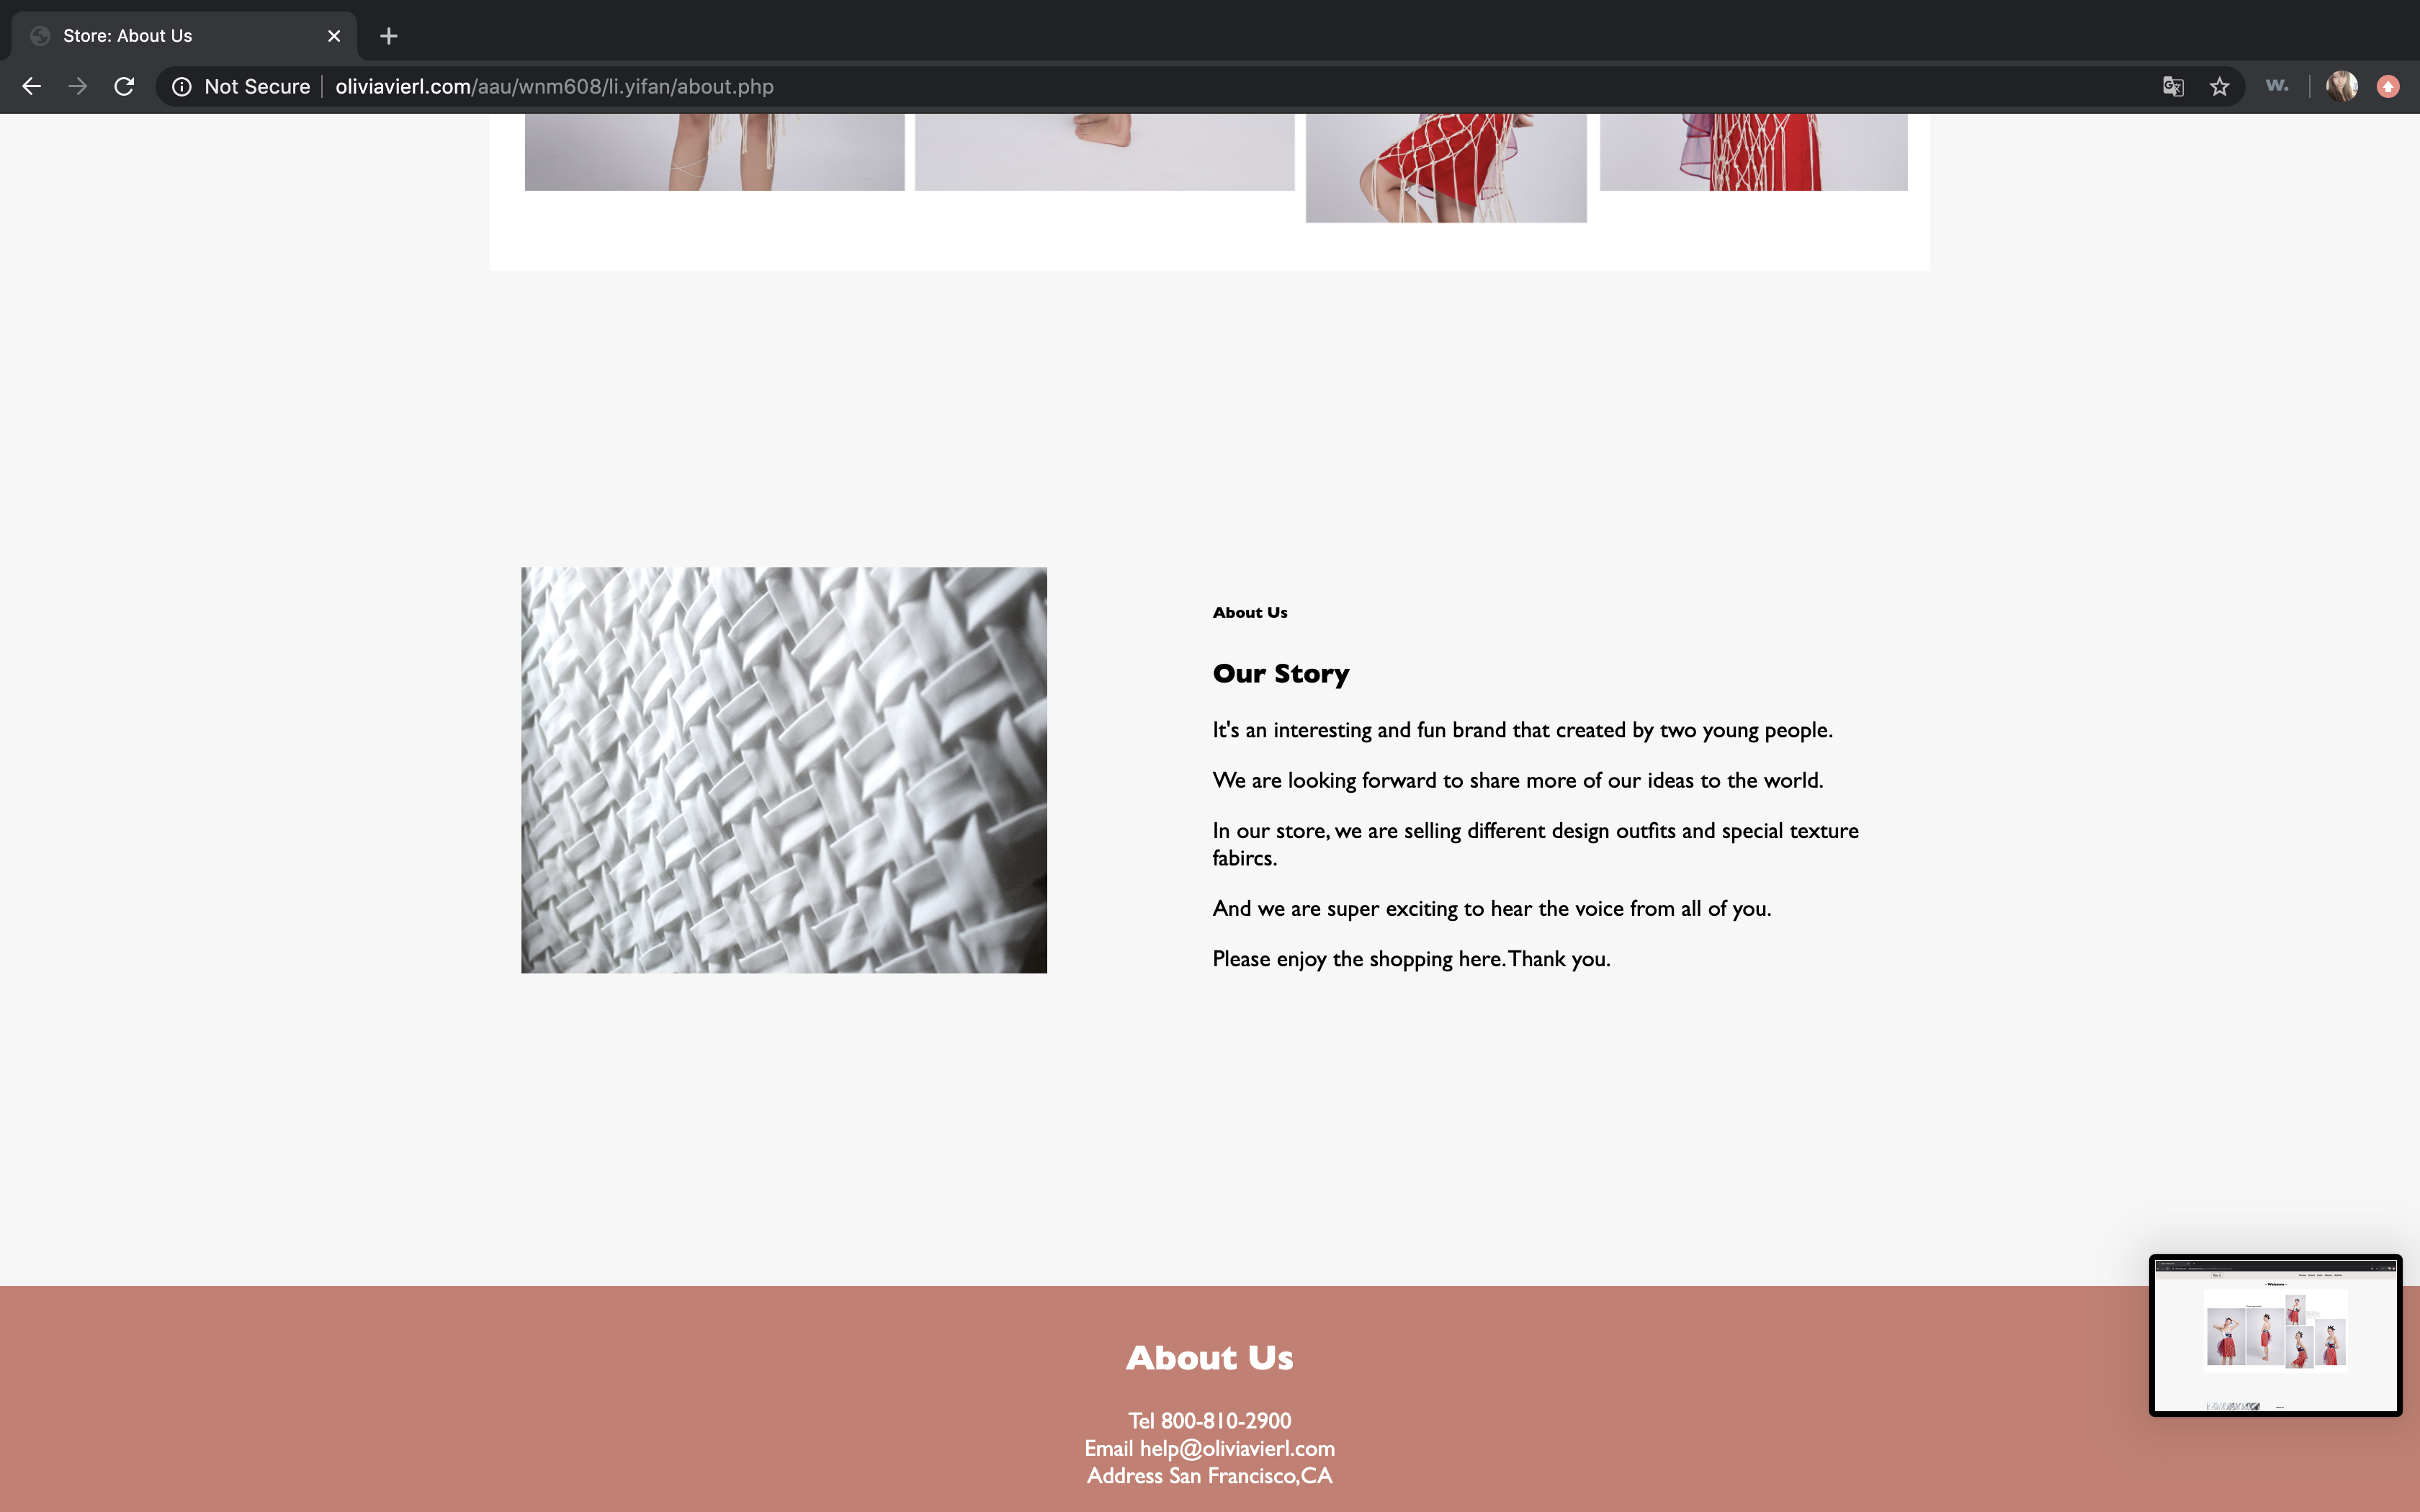 Store: About Us
Not Secure
oliviavierl.com/aau/wnm608/li.yifan/about.php
w.
About Us
Our Story
It's an interesting and fun brand that created by two young people.
We are looking forward to share more of our ideas to the world.
In our store, we are selling different design outfits and special texture
fabircs.
And we are super exciting to hear the voice from all of you.
Please enjoy the shopping here. Thank you.
About Us
Tel 800-810-2900
Email help@oliviavierl.com
Address San Francisco,CA